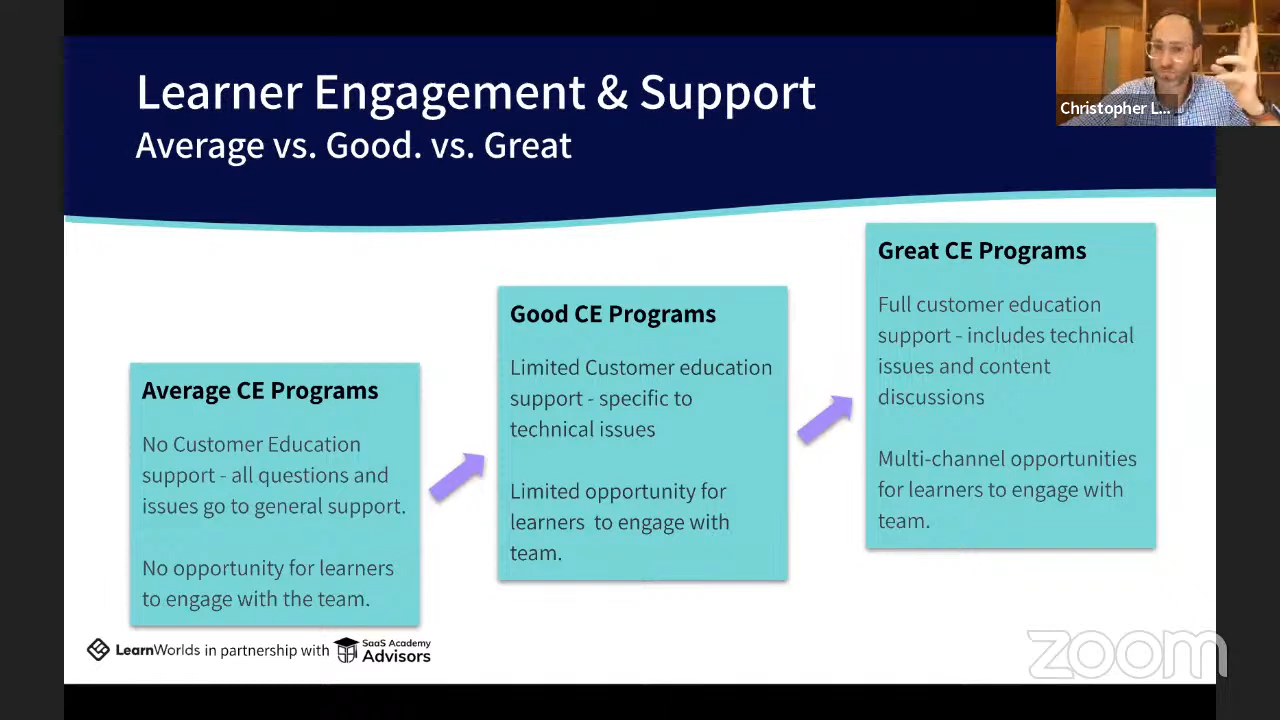 Learner Engagement & Support
Average vs. Good. vs. Great
Christopher L...
Average CE Programs
No Customer Education
support - all questions and
issues go to general support.
No opportunity for learners
to engage with the team.
Good CE Programs
Limited Customer education
support - specific to
technical issues
Limited opportunity for
learners to engage with
team.
Great CE Programs
Full customer education
support - includes technical
issues and content
discussions
Multi-channel opportunities
for learners to engage with
team.
LearnWorlds in partnership with
SaaS Academy
Advisors
zoom